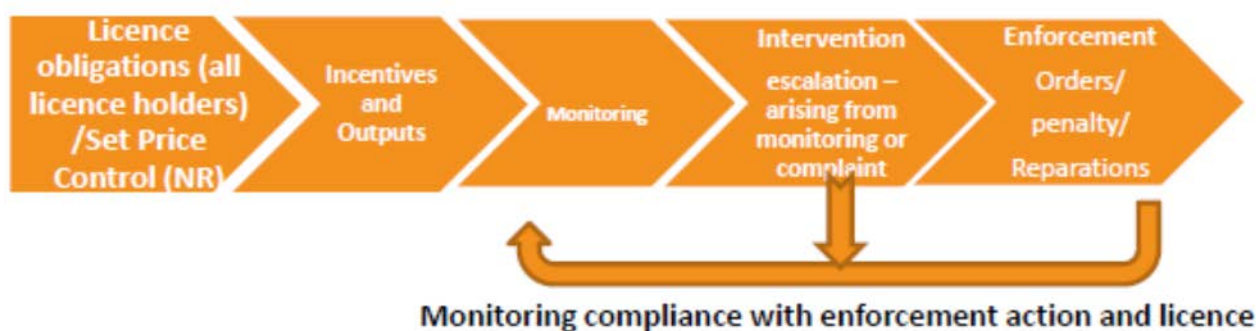 Licence
obligations (all
licence holders)
/Set Price
Control (NR)
Incentives
and
Outputs
Monitoring
Intervention
escalation –
arising from
monitoring or
complaint
Enforcement
Orders/
penalty/
Reparations
Monitoring compliance with enforcement action and licence